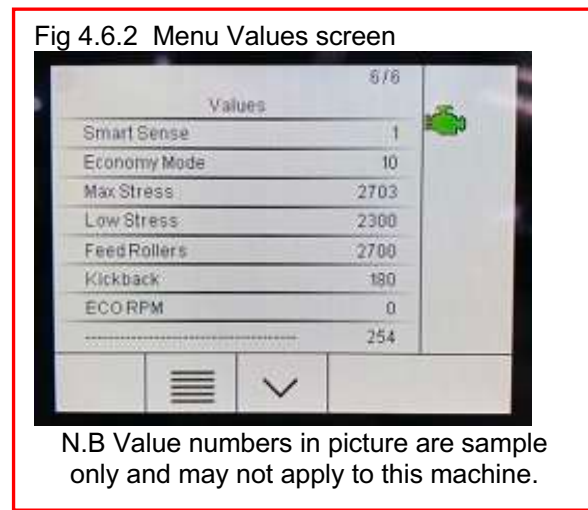 Fig 4.6.2 Menu Values screen
6/6
Values
Smart Sense 1
Economy Mode 10
Max Stress 2703
Low Stress 2300
Feed Rollers 2700
Kickback 180
ECO RPM 0
------------------------------ 254
N.B Value numbers in picture are sample
only and may not apply to this machine.